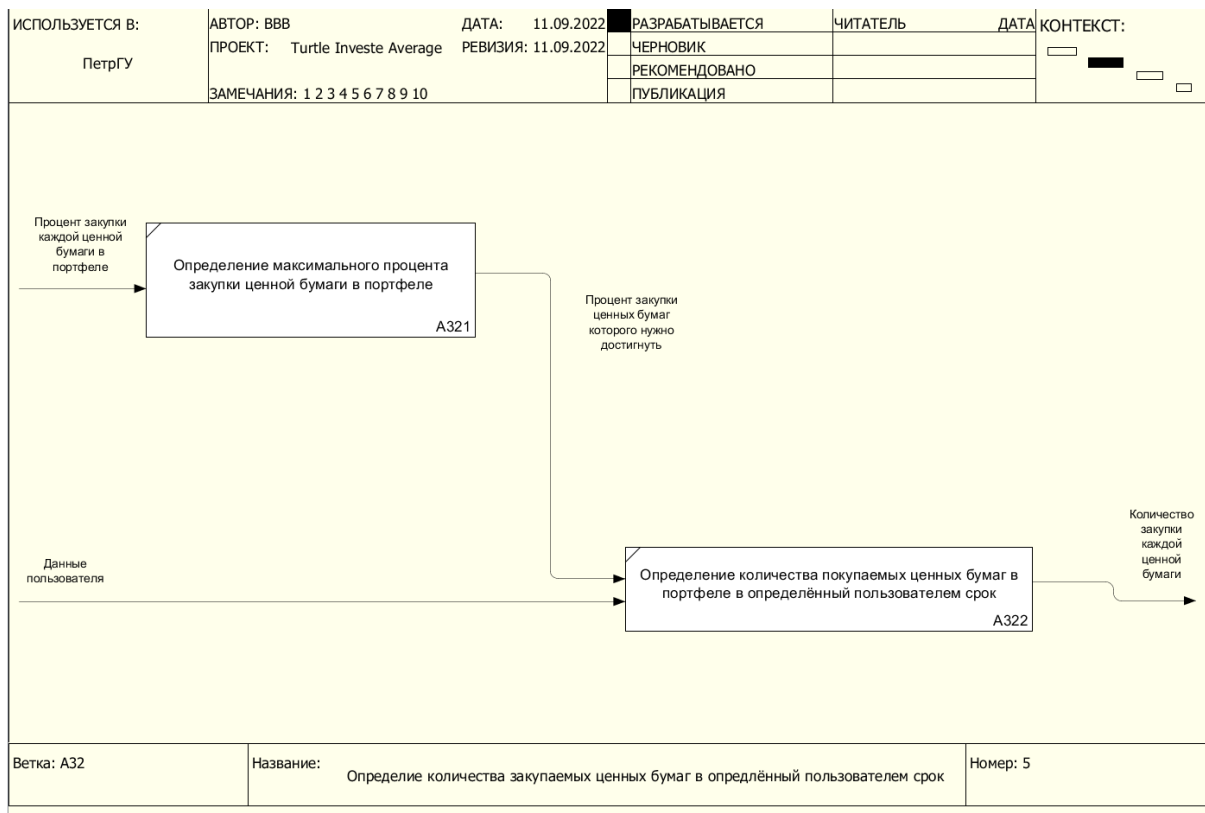 ИСПОЛЬЗУЕТСЯ В:
ПетрГУ
АВТОР: BBB
ПРОЕКТ: Turtle Investe Average
ДАТА: 11.09.2022
РЕВИЗИЯ: 11.09.2022
ЗАМЕЧАНИЯ: 1 2 3 4 5 6 7 8 9 10
РАЗРАБАТЫВАЕТСЯ
ЧЕРНОВИК
РЕКОМЕНДОВАНО
ПУБЛИКАЦИЯ
ЧИТАТЕЛЬ ДАТА
КОНТЕКСТ:
Процент закупки
каждой ценной
бумаги в
портфеле
Определение максимального процента
закупки ценной бумаги в портфеле
A321
Процент закупки
ценных бумаг
которого нужно
достигнуть
Данные
пользователя
Определение количества покупаемых ценных бумаг в
портфеле в определённый пользователем срок
A322
Количество
закупки
каждой
ценной
бумаги
Ветка: A32
Название:
Определие количества закупаемых ценных бумаг в опредлённый пользователем срок
Номер: 5